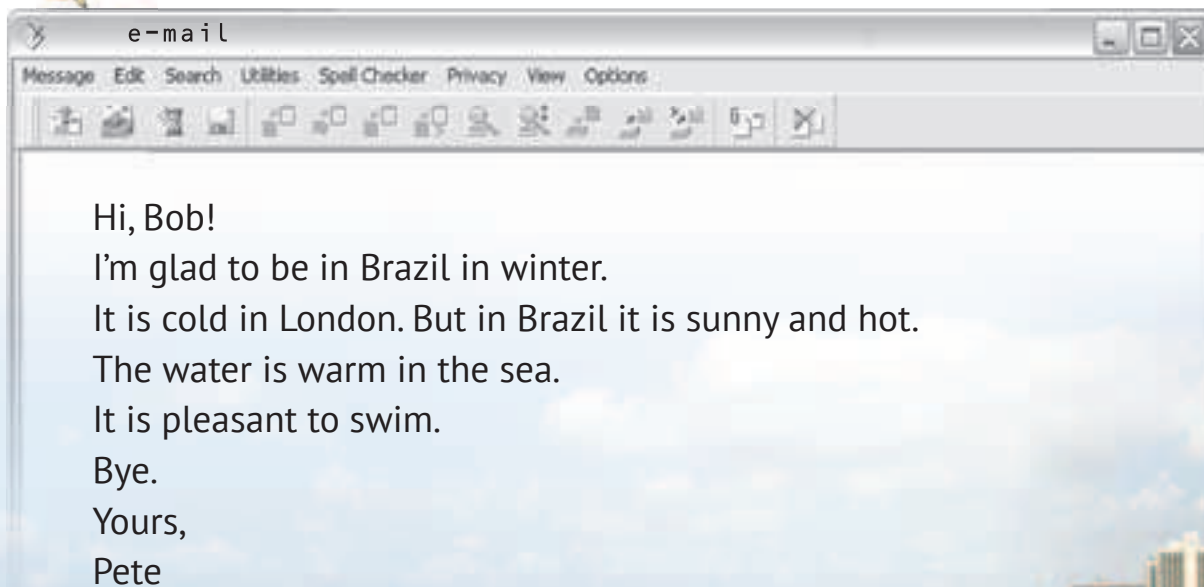 e-mail
Message Edit Search Utilities Spell Checker Privacy View Options
Hi, Bob!
I'm glad to be in Brazil in winter.
It is cold in London. But in Brazil it is sunny and hot.
The water is warm in the sea.
It is pleasant to swim.
Bye.
Yours,
Pete